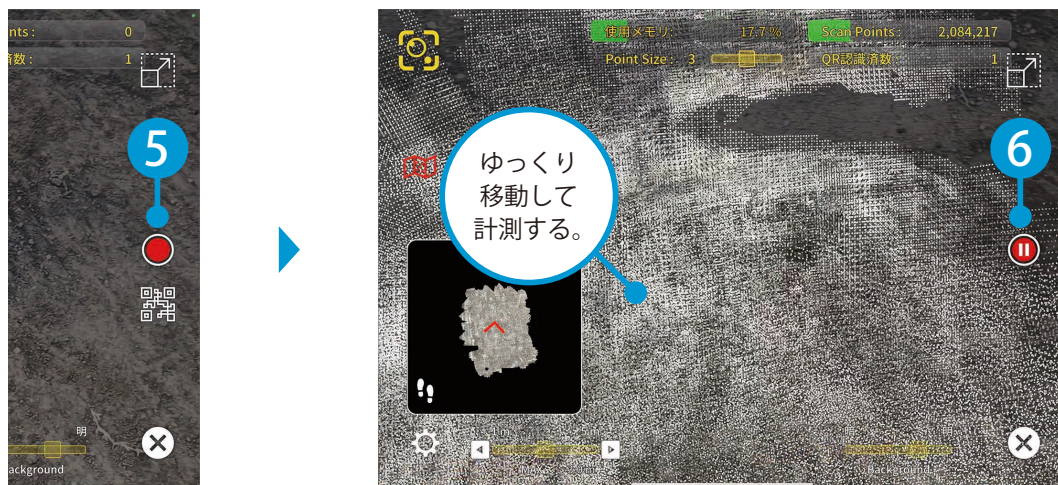 nts : 0
済数 : 1
5
明
ackground
使用メモリ: 17.7 %
Scan Points : 2,084,217
Point Size : 3
QR認識済数 : 1
ゆっくり
移動して
計測する。
6
MAX
Background